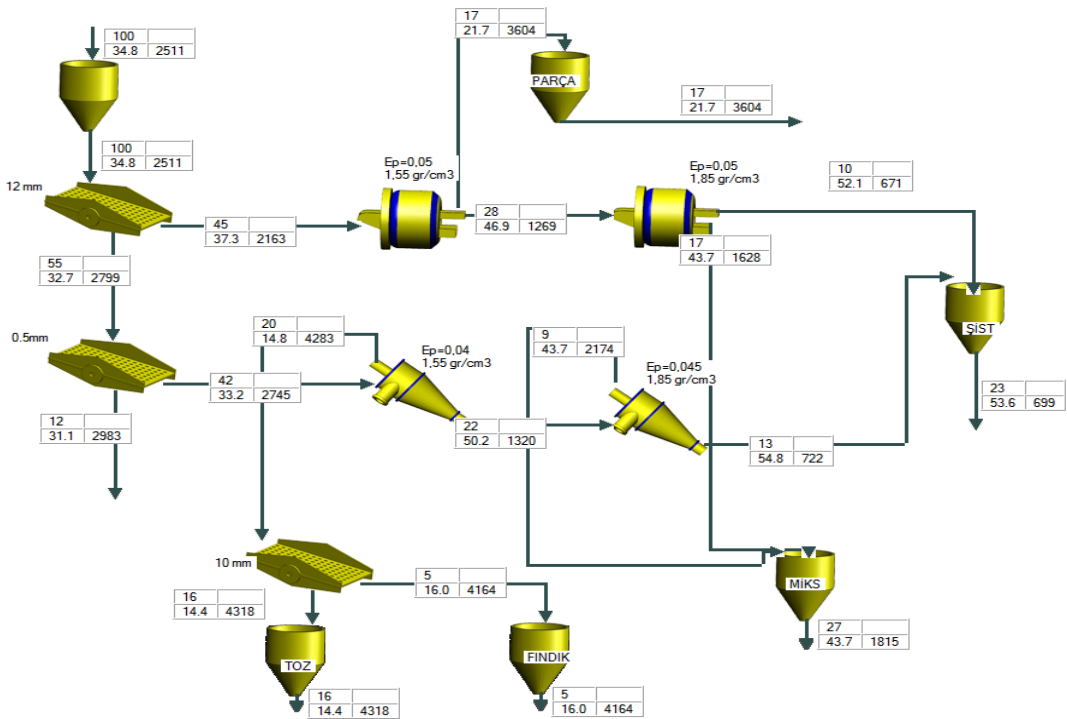 100
34.8 2511
17
21.7 3604
PARÇA
17
21.7 3604
100
34.8 2511
12 mm
Ep=0,05
1,55 gr/cm3
Ep=0,05
1,85 gr/cm3
10
52.1 671
45
37.3 2163
28
46.9 1269
17
43.7 1628
55
32.7 2799
ŞİST
0.5mm
20
14.8 4283
Ep=0,04
1,55 gr/cm3
9
43.7 2174
Ep=0,045
1,85 gr/cm3
42
33.2 2745
23
53.6 699
12
31.1 2983
22
50.2 1320
13
54.8 722
10 mm
5
16.0 4164
MİKS
16
14.4 4318
27
43.7 1815
TOZ
FINDIK
16
14.4 4318
5
16.0 4164